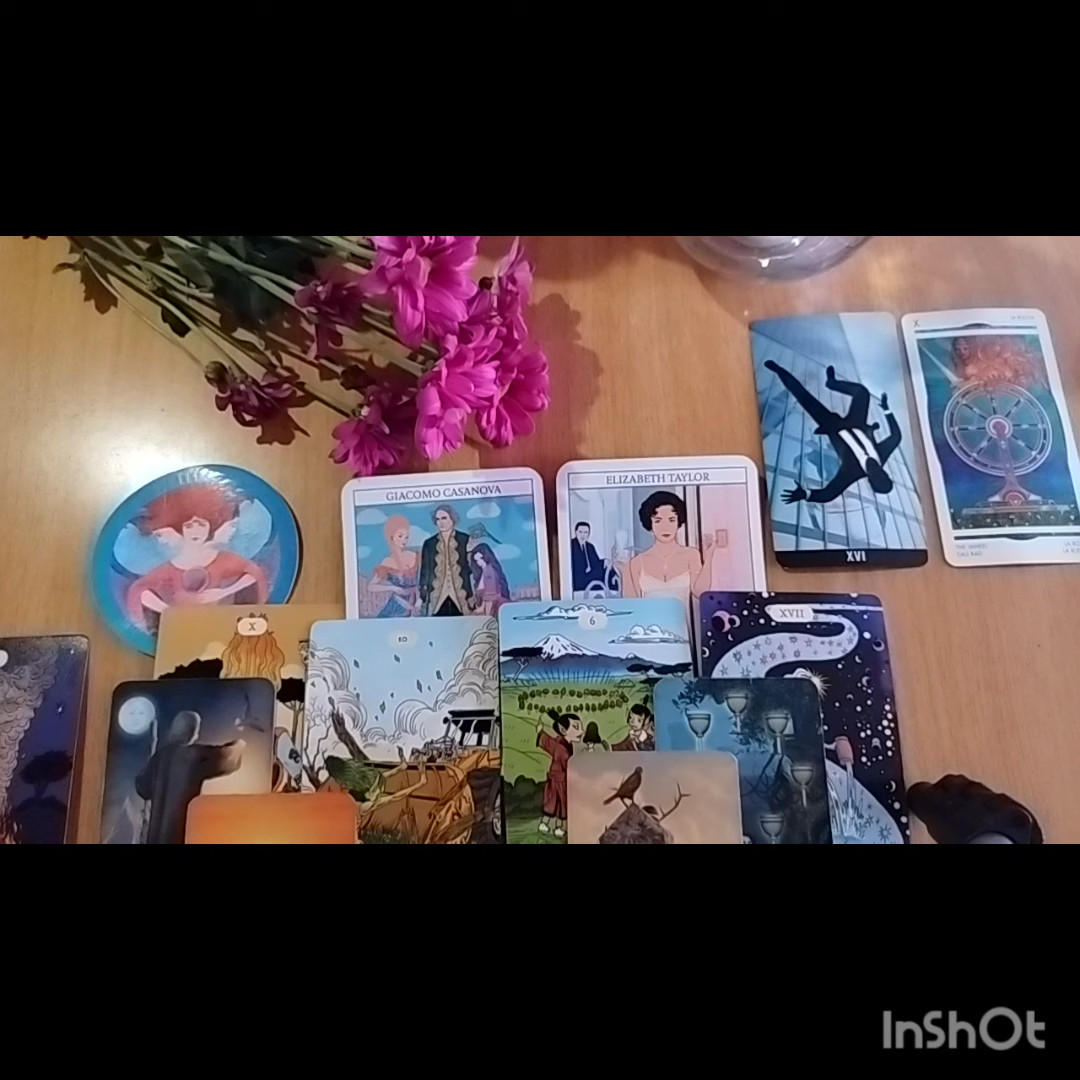 GIACOMO CASANOVA
ELIZABETH TAYLOR
XVI
X
X
10
6
XVII
InShOt